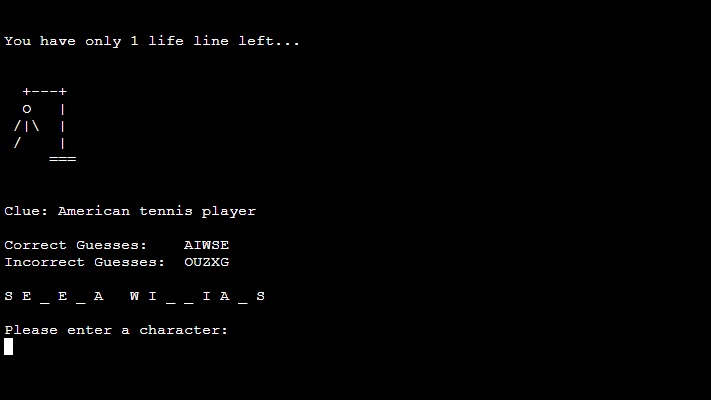 You have only 1 life line left...
+---+
O   |
/|\  |
/    |
===
Clue: American tennis player
Correct Guesses:    AIWSE
Incorrect Guesses:  OUZXG
S E _ E _ A   W I _ _ I A _ S
Please enter a character: